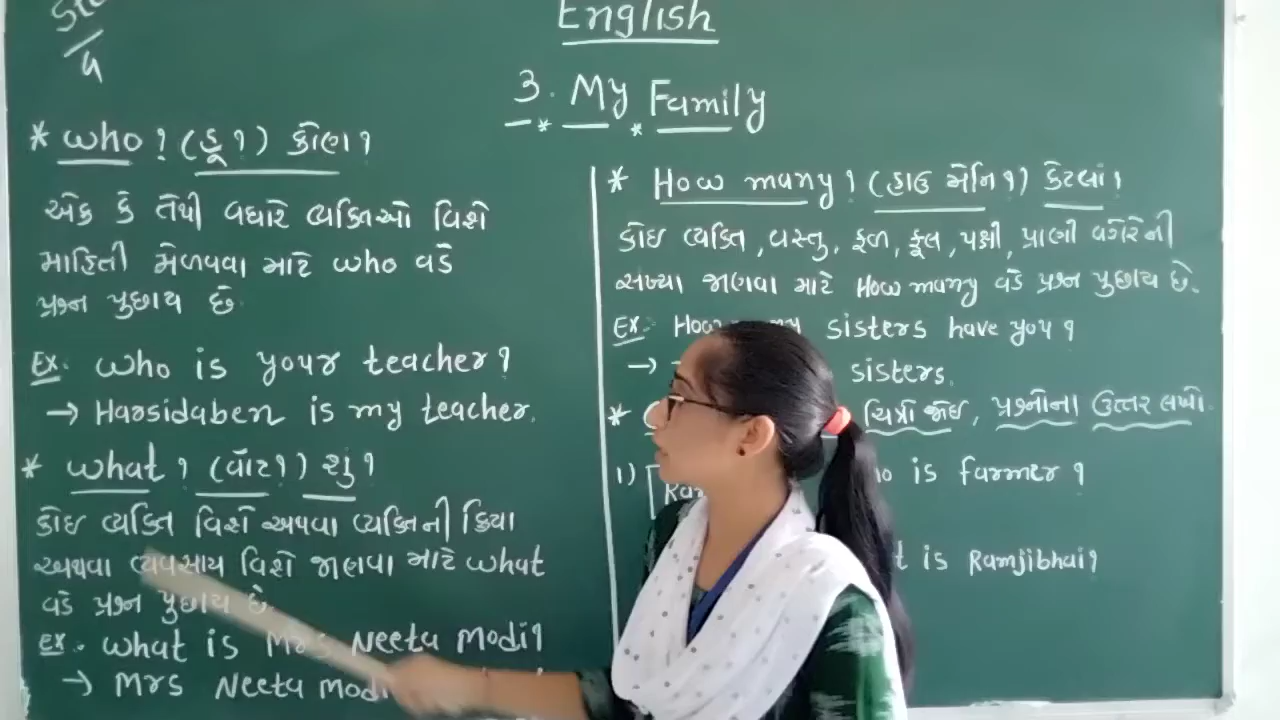 English
3. My Family
* who? (હૂ?) કોણ?
એક કે તેથી વધારે વ્યક્તિઓ વિશે
માહિતી મેળવવા માટે who વડે
પ્રશ્ન પુછાય છે.
Ex. who is your teacher?
→ Harsidaben is my teacher.
* what? (વૉટ?) શું?
કોઇ વ્યક્તિ વિશે અથવા વ્યક્તિની ક્રિયા
અથવા વ્યવસાય વિશે જાણવા માટે what
વડે પ્રશ્ન પુછાય છે.
Ex. what is Mrs Neeta Modi?
→ Mrs Neeta Modi
* How many? (હાઉ મેનિ?) કેટલાં?
કોઇ વ્યક્તિ, વસ્તુ, ફળ, ફૂલ, પક્ષી, પ્રાણી વગેરેની
સંખ્યા જાણવા માટે How many વડે પ્રશ્ન પુછાય છે.
Ex. How many sisters have you?
→ sisters.
* ચિત્રો જોઇ, પ્રશ્નોના ઉત્તર લખો.
1) is farmer?
is Ramjibhai?